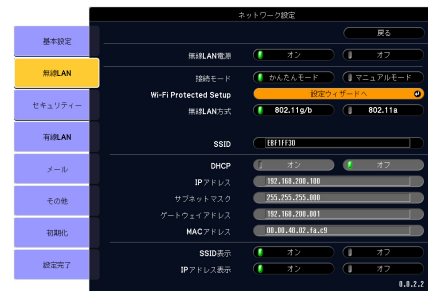 ネットワーク設定
戻る
基本設定
無線LAN
セキュリティー
有線LAN
メール
その他
初期化
設定完了
無線LAN電源 オン オフ
接続モード かんたんモード マニュアルモード
Wi-Fi Protected Setup 設定ウィザードへ
無線LAN方式 802.11g/b 802.11a
SSID EBF1FF30
DHCP オン オフ
IPアドレス 192.168.200.100
サブネットマスク 255.255.255.000
ゲートウェイアドレス 192.168.200.001
MACアドレス 00.00.48.02.fa.c9
SSID表示 オン オフ
IPアドレス表示 オン オフ
0.0.2.2